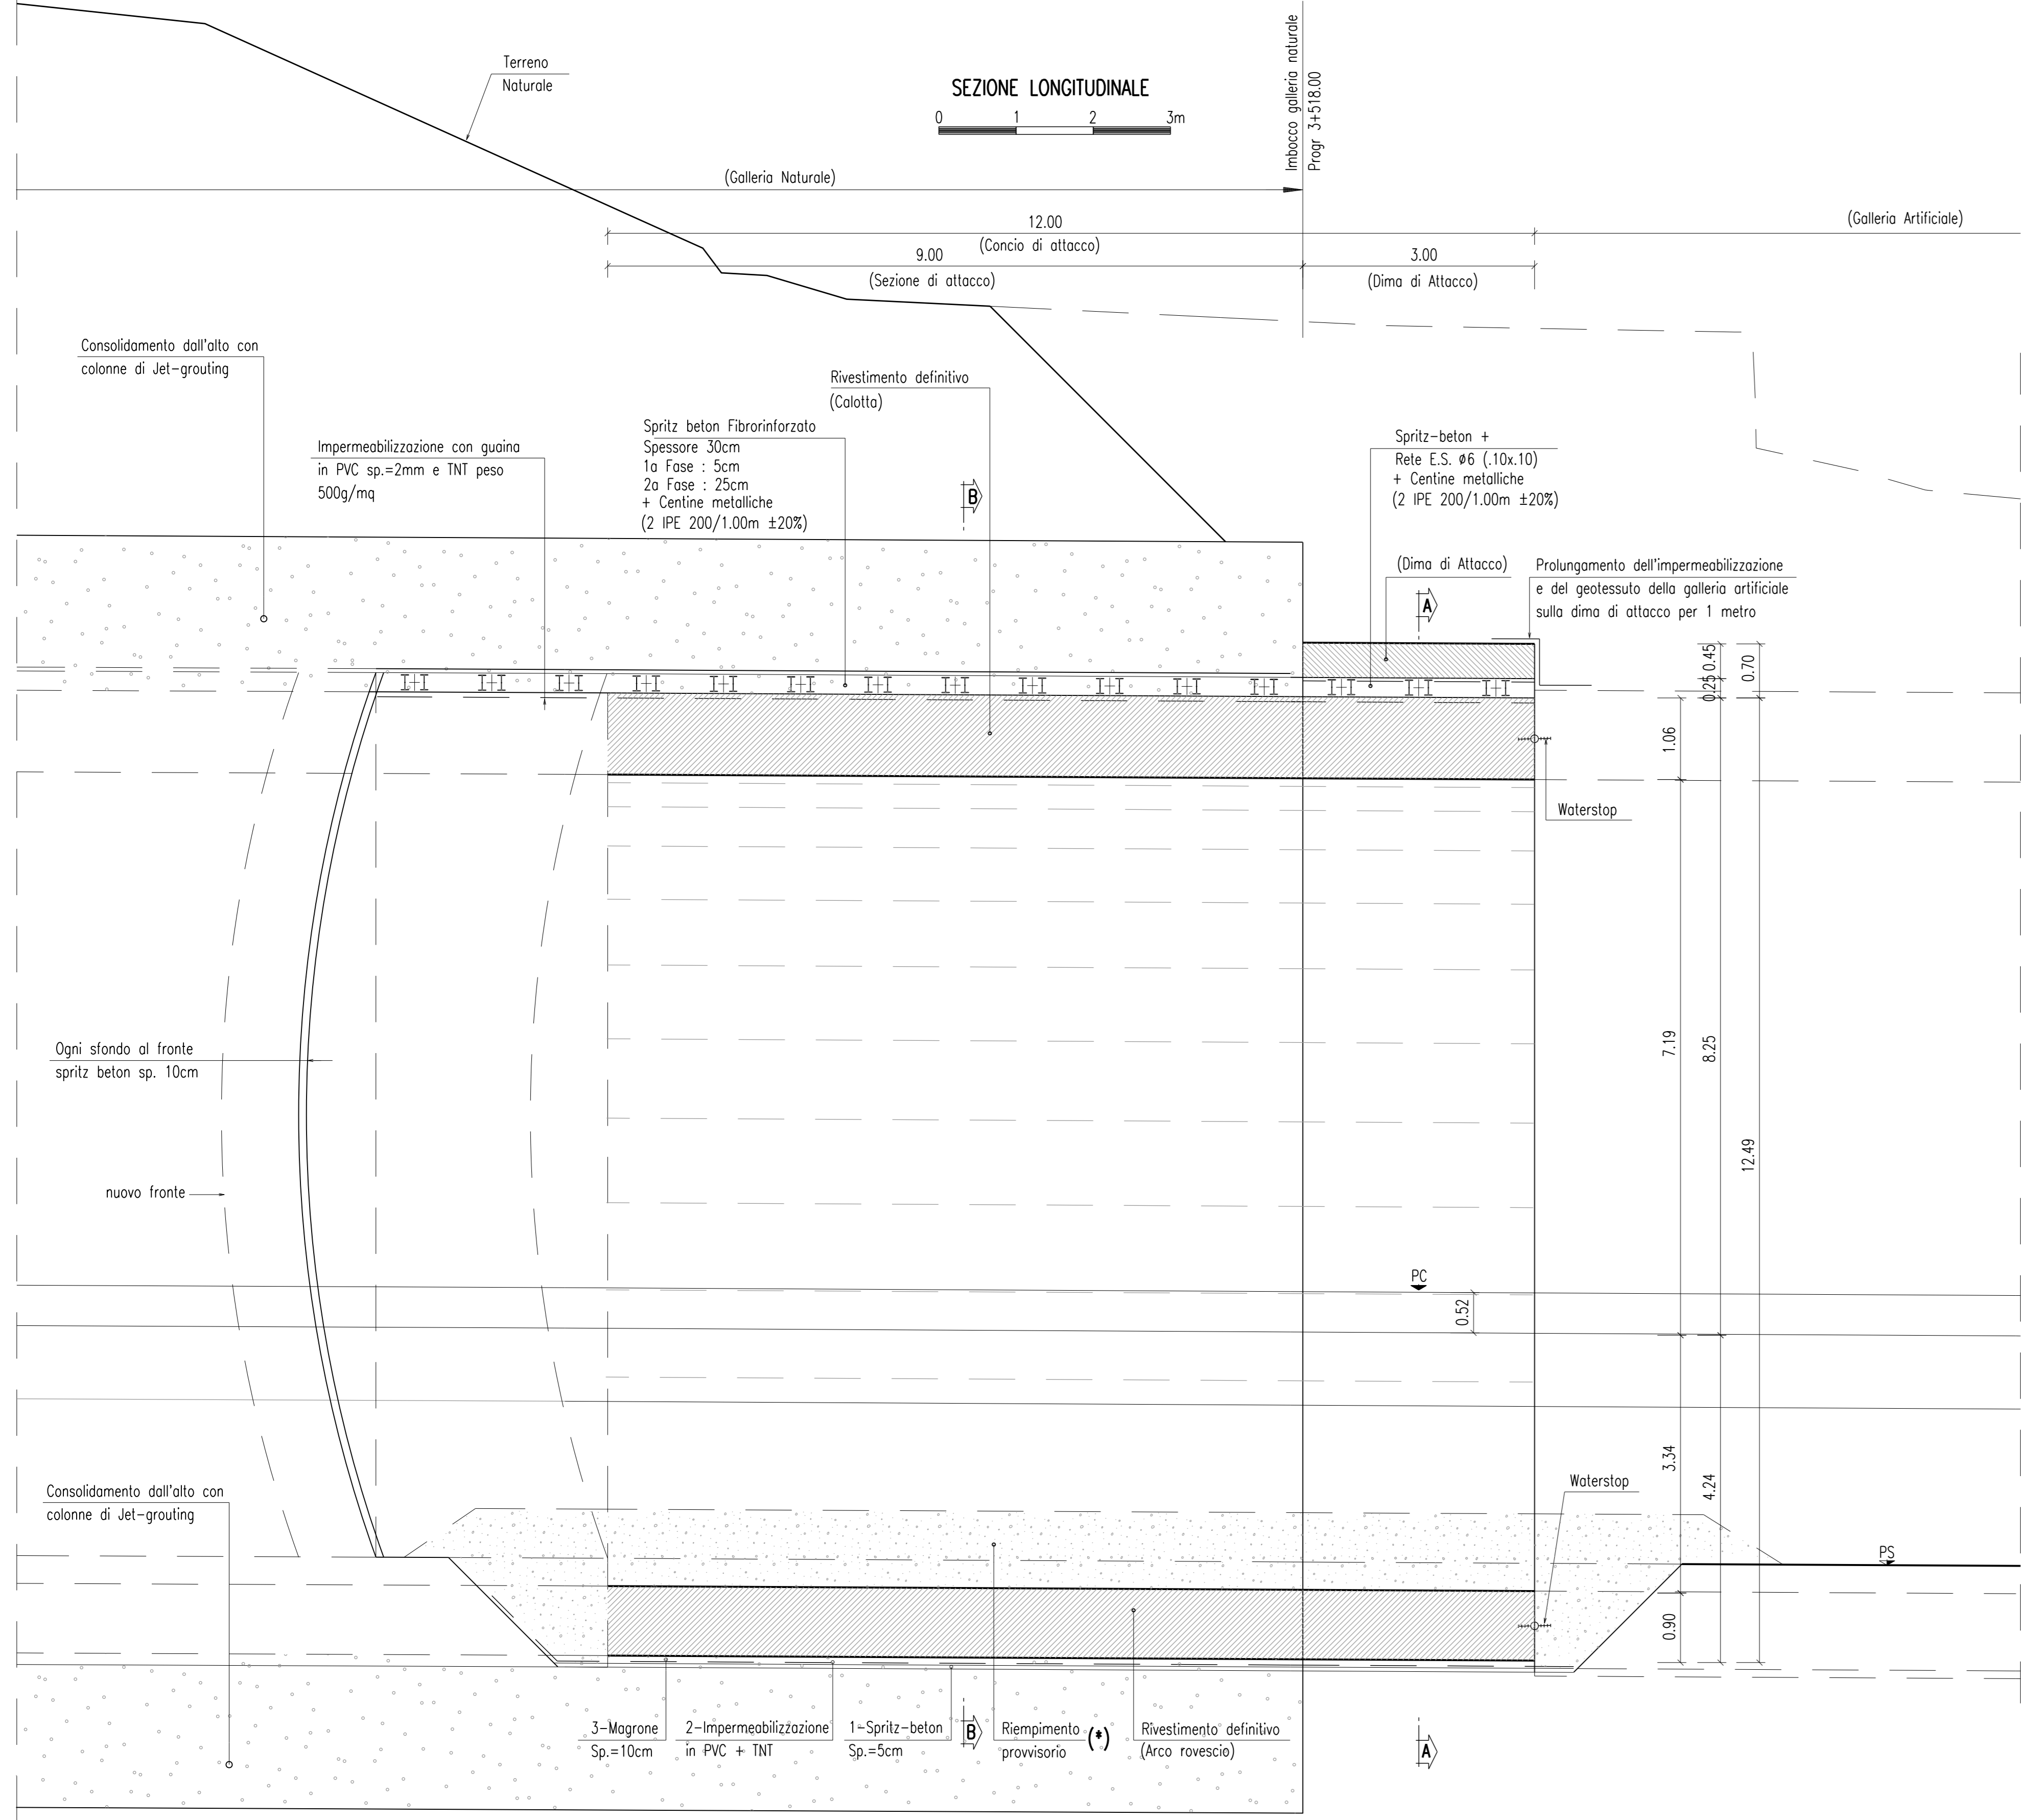 Terreno
Naturale
SEZIONE LONGITUDINALE
0 1 2 3m
Imbocco galleria naturale
Progr 3+518.00
(Galleria Naturale)
(Galleria Artificiale)
12.00
(Concio di attacco)
9.00
(Sezione di attacco)
3.00
(Dima di Attacco)
Consolidamento dall'alto con
colonne di Jet-grouting
Rivestimento definitivo
(Calotta)
Impermeabilizzazione con guaina
in PVC sp.=2mm e TNT peso
500g/mq
Spritz beton Fibrorinforzato
Spessore 30cm
1a Fase : 5cm
2a Fase : 25cm
+ Centine metalliche
(2 IPE 200/1.00m ±20%)
B
Spritz-beton +
Rete E.S. ø6 (.10x.10)
+ Centine metalliche
(2 IPE 200/1.00m ±20%)
(Dima di Attacco)
A
Prolungamento dell'impermeabilizzazione
e del geotessuto della galleria artificiale
sulla dima di attacco per 1 metro
0.45
0.25
0.70
1.06
Waterstop
7.19
8.25
12.49
Ogni sfondo al fronte
spritz beton sp. 10cm
nuovo fronte
PC
0.52
3.34
4.24
Waterstop
Consolidamento dall'alto con
colonne di Jet-grouting
PS
0.90
3-Magrone
Sp.=10cm
2-Impermeabilizzazione
in PVC + TNT
1-Spritz-beton
Sp.=5cm
B
Riempimento
provvisorio
(*)
Rivestimento definitivo
(Arco rovescio)
A